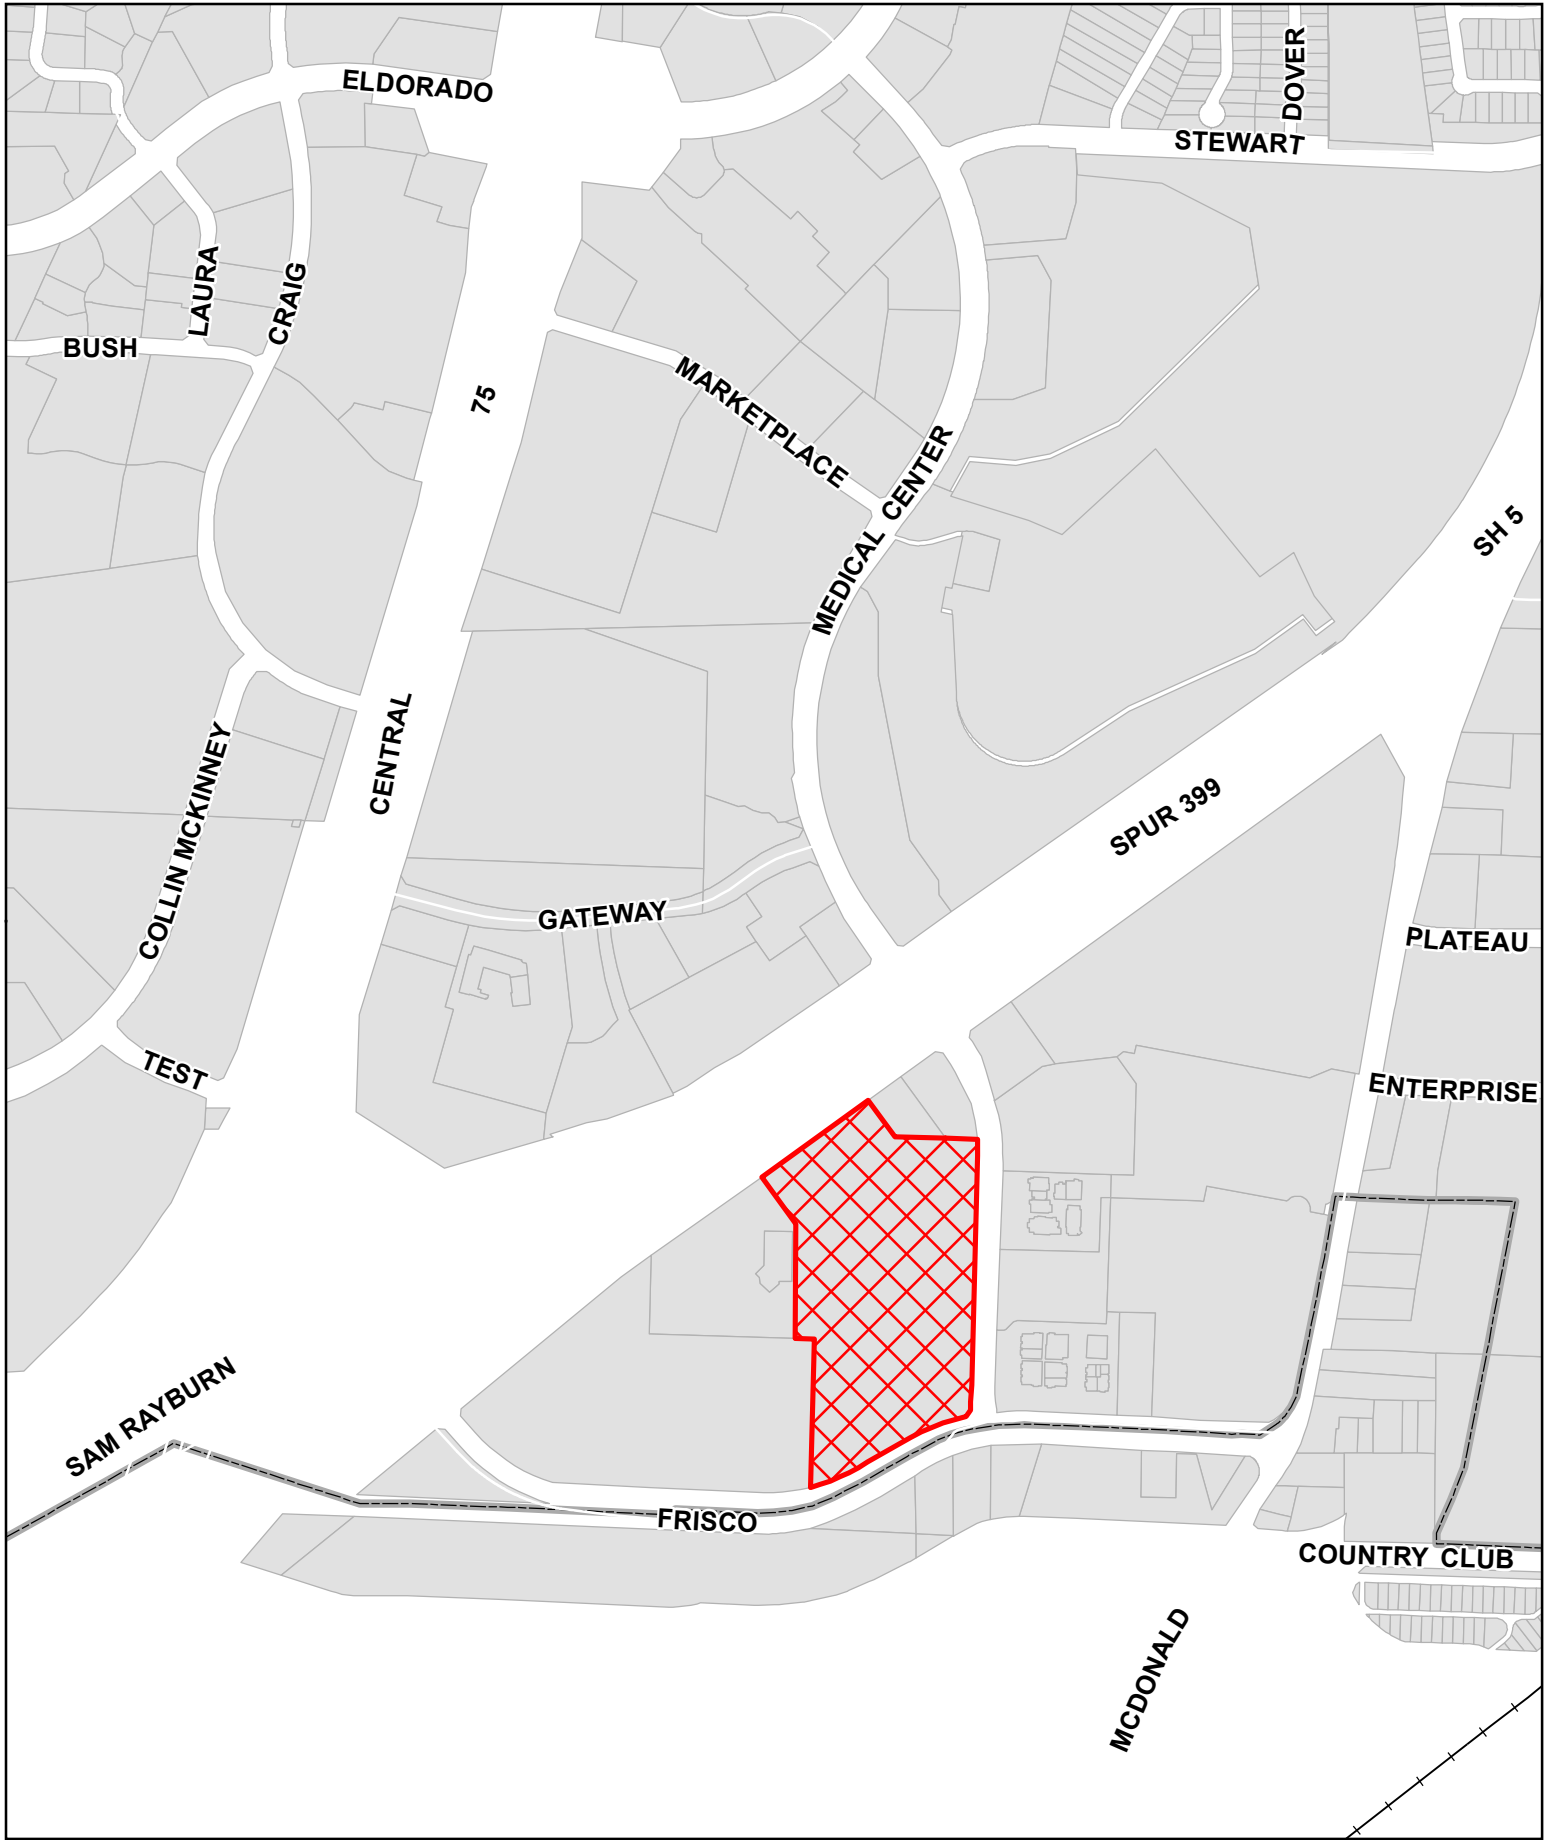 DOVER
ELDORADO
STEWART
LAURA
CRAIG
BUSH
75
MARKETPLACE
MEDICAL CENTER
SH 5
CENTRAL
COLLIN MCKINNEY
SPUR 399
GATEWAY
PLATEAU
TEST
ENTERPRISE
SAM RAYBURN
FRISCO
COUNTRY CLUB
MCDONALD